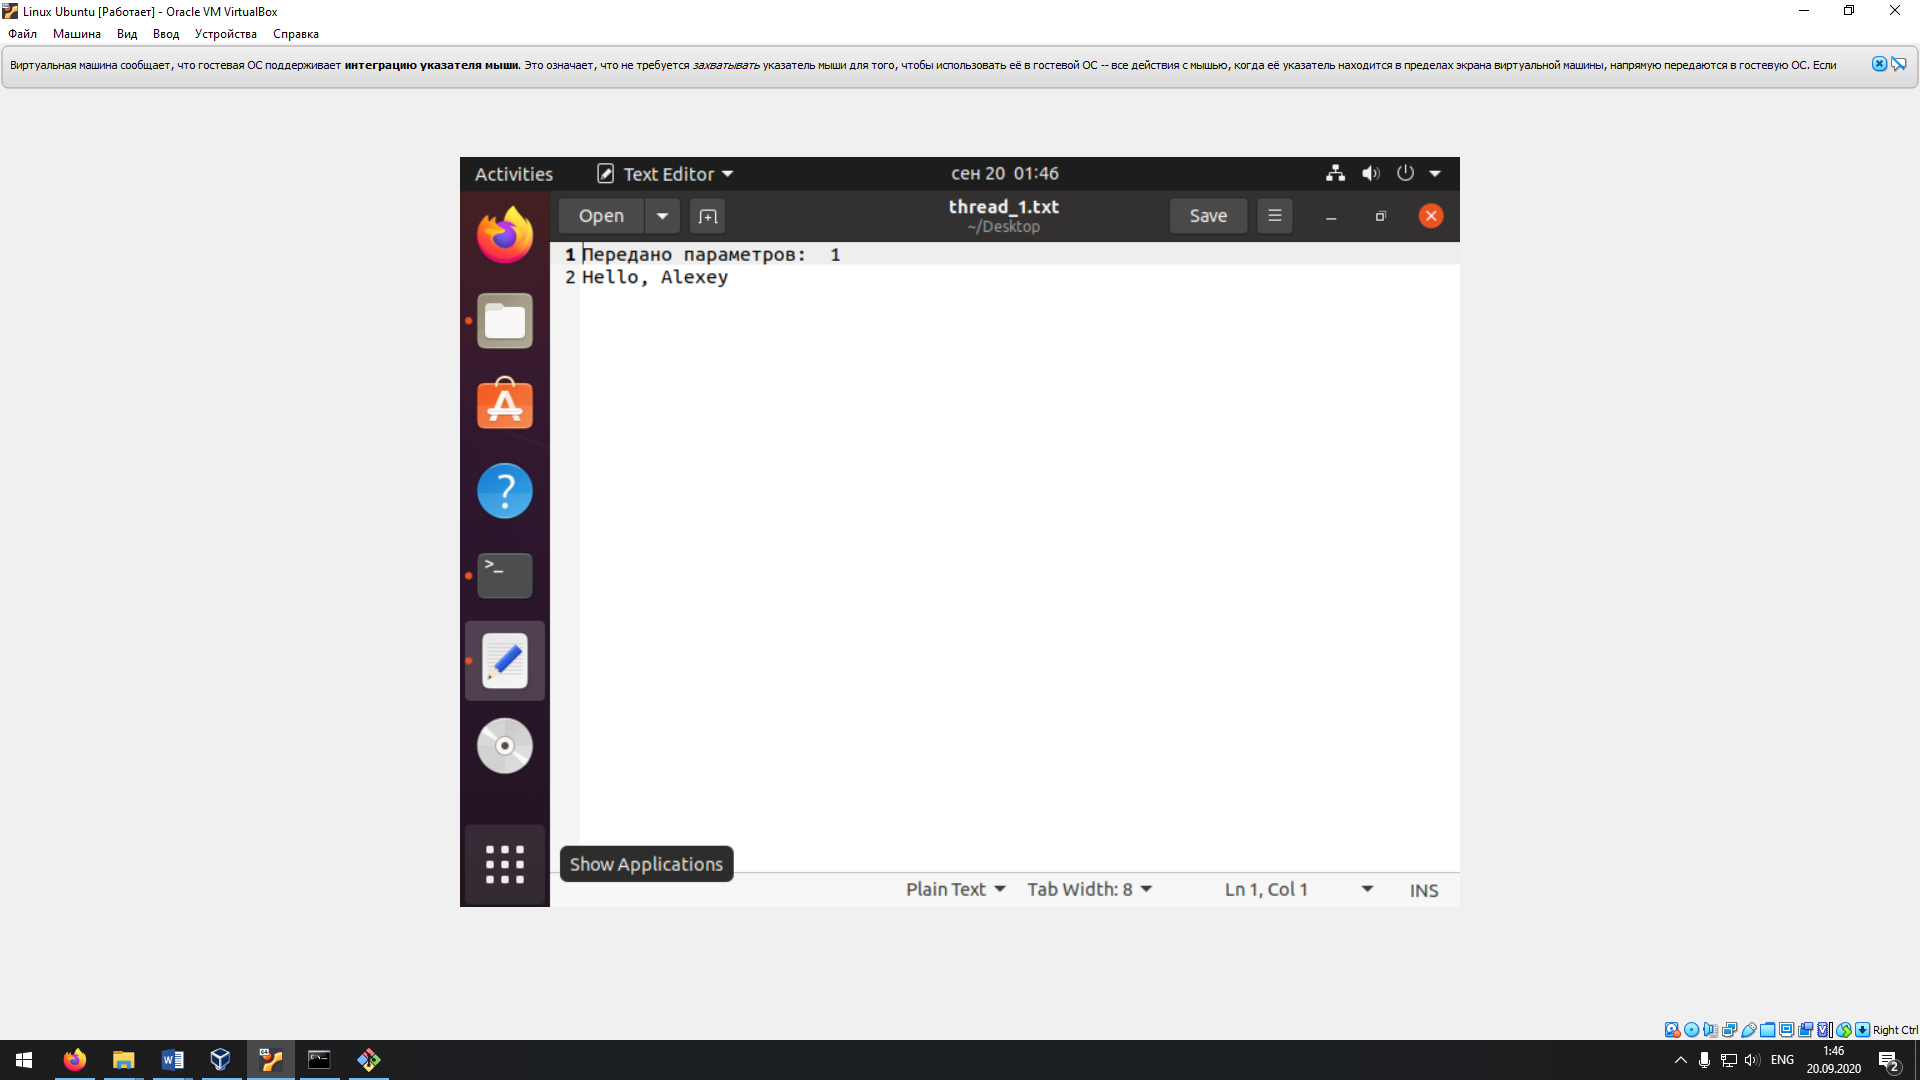 Linux Ubuntu [Работает] - Oracle VM VirtualBox
Файл Машина Вид Ввод Устройства Справка
Виртуальная машина сообщает, что гостевая ОС поддерживает интеграцию указателя мыши. Это означает, что не требуется захватывать указатель мыши для того, чтобы использовать её в гостевой ОС -- все действия с мышью, когда её указатель находится в пределах экрана виртуальной машины, напрямую передаются в гостевую ОС. Если
Activities Text Editor сен 20 01:46
Open thread_1.txt Save
~/Desktop
1 Передано параметров: 1
2 Hello, Alexey
Show Applications
Plain Text Tab Width: 8 Ln 1, Col 1 INS
Right Ctrl
ENG 1:46
20.09.2020
2